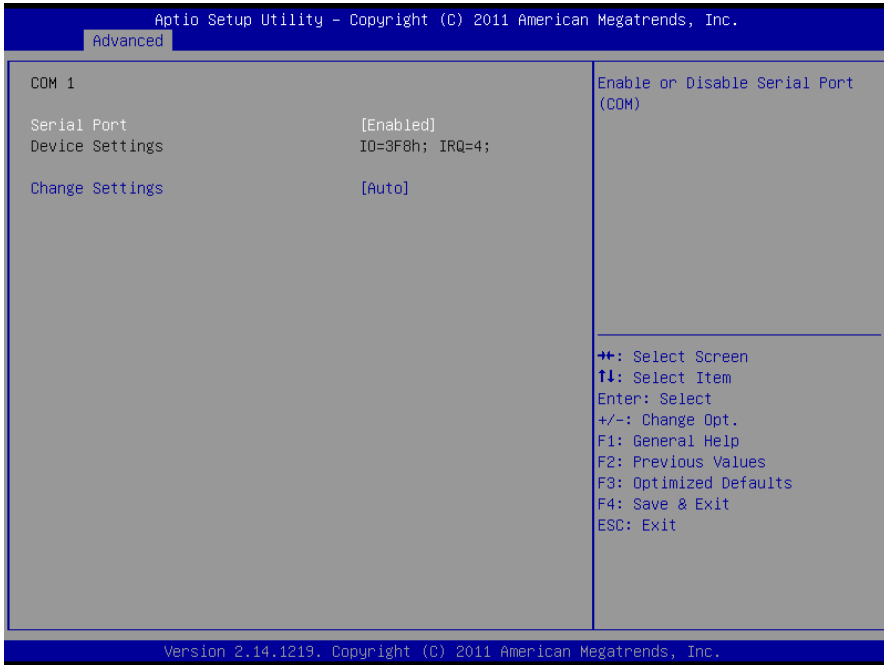 Aptio Setup Utility – Copyright (C) 2011 American Megatrends, Inc.
Advanced
COM 1
Serial Port [Enabled]
Device Settings IO=3F8h; IRQ=4;
Change Settings [Auto]
Enable or Disable Serial Port
(COM)
→←: Select Screen
↑↓: Select Item
Enter: Select
+/-: Change Opt.
F1: General Help
F2: Previous Values
F3: Optimized Defaults
F4: Save & Exit
ESC: Exit
Version 2.14.1219. Copyright (C) 2011 American Megatrends, Inc.